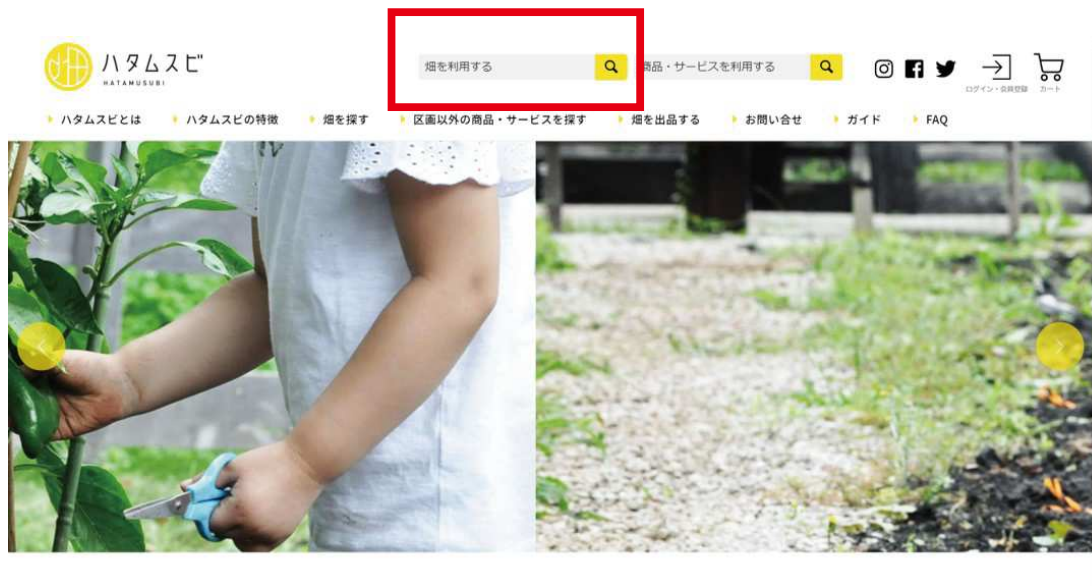 ハタムスビ
HATAMUSUBI
畑を利用する
商品・サービスを利用する
ログイン・会員登録
カート
ハタムスビとは
ハタムスビの特徴
畑を探す
区画以外の商品・サービスを探す
畑を出品する
お問い合せ
ガイド
FAQ